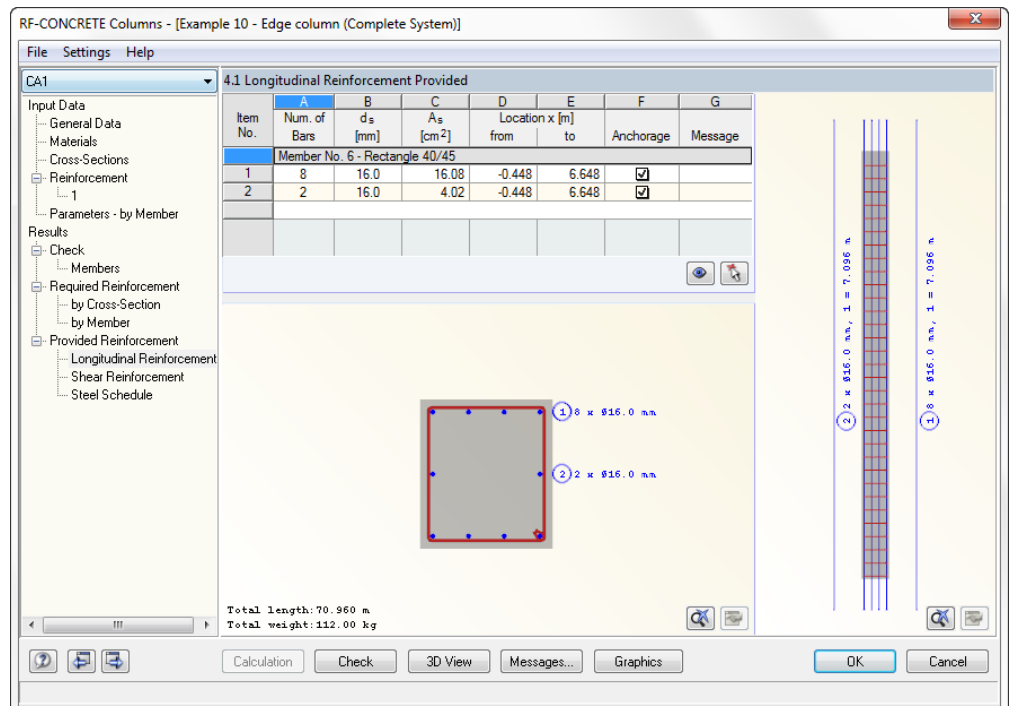 RF-CONCRETE Columns - [Example 10 - Edge column (Complete System)]
File Settings Help
CA1
Input Data
General Data
Materials
Cross-Sections
Reinforcement
1
Parameters - by Member
Results
Check
Members
Required Reinforcement
by Cross-Section
by Member
Provided Reinforcement
Longitudinal Reinforcement
Shear Reinforcement
Steel Schedule
4.1 Longitudinal Reinforcement Provided
A B C D E F G
Item Num. of ds As Location x [m]
No. Bars [mm] [cm2] from to Anchorage Message
Member No. 6 - Rectangle 40/45
1 8 16.0 16.08 -0.448 6.648
2 2 16.0 4.02 -0.448 6.648
1 8 x Ø16.0 mm
2 2 x Ø16.0 mm
Total length:70.960 m
Total weight:112.00 kg
2 2 x Ø16.0 mm, l = 7.096 m
1 8 x Ø16.0 mm, l = 7.096 m
Calculation Check 3D View Messages... Graphics OK Cancel